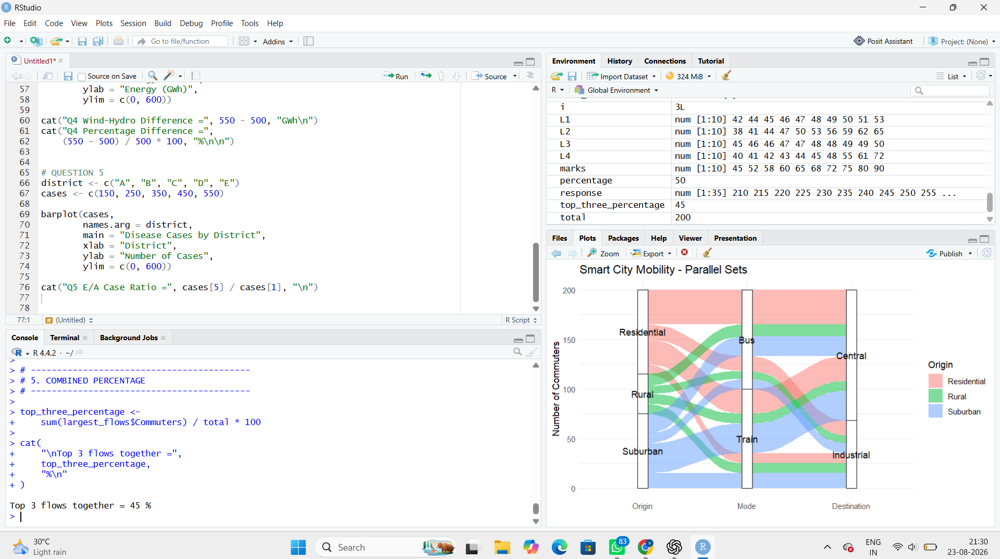 RStudio
File Edit Code View Plots Session Build Debug Profile Tools Help
Go to file/function Addins Posit Assistant Project: (None)
Untitled1*
Source on Save Run Source
57 ylab = "Energy (GWh)",
58 ylim = c(0, 600))
59
60 cat("Q4 Wind-Hydro Difference =", 550 - 500, "GWh\n")
61 cat("Q4 Percentage Difference =",
62 (550 - 500) / 500 * 100, "%\n\n")
63
64
65 # QUESTION 5
66 district <- c("A", "B", "C", "D", "E")
67 cases <- c(150, 250, 350, 450, 550)
68
69 barplot(cases,
70 names.arg = district,
71 main = "Disease Cases by District",
72 xlab = "District",
73 ylab = "Number of Cases",
74 ylim = c(0, 600))
75
76 cat("Q5 E/A Case Ratio =", cases[5] / cases[1], "\n")
77
78
77:1 # (Untitled) R Script
Console Terminal Background Jobs
R R 4.4.2 · ~/
>
> # ------------------------------------------
> # 5. COMBINED PERCENTAGE
> # ------------------------------------------
>
> top_three_percentage <-
+ sum(largest_flows$Commuters) / total * 100
>
> cat(
+ "\nTop 3 flows together =",
+ top_three_percentage,
+ "%\n"
+ )
Top 3 flows together = 45 %
>
Environment History Connections Tutorial
Import Dataset 324 MiB List
R Global Environment
i 3L
L1 num [1:10] 42 44 45 46 47 48 49 50 51 53
L2 num [1:10] 38 41 44 47 50 53 56 59 62 65
L3 num [1:10] 45 46 46 47 47 48 48 49 49 50
L4 num [1:10] 40 41 42 43 44 45 48 55 61 72
marks num [1:10] 45 52 58 60 65 68 72 75 80 90
percentage 50
response num [1:35] 210 215 220 225 230 235 240 245 250 255 ...
top_three_percentage 45
total 200
Files Plots Packages Help Viewer Presentation
Zoom Export Publish
Smart City Mobility - Parallel Sets
Number of Commuters
200
150
100
50
0
Residential
Rural
Suburban
Bus
Train
Central
Industrial
Origin Mode Destination
Origin
Residential
Rural
Suburban
30°C
Light rain
Search
83
R
ENG
IN
21:30
23-08-2026